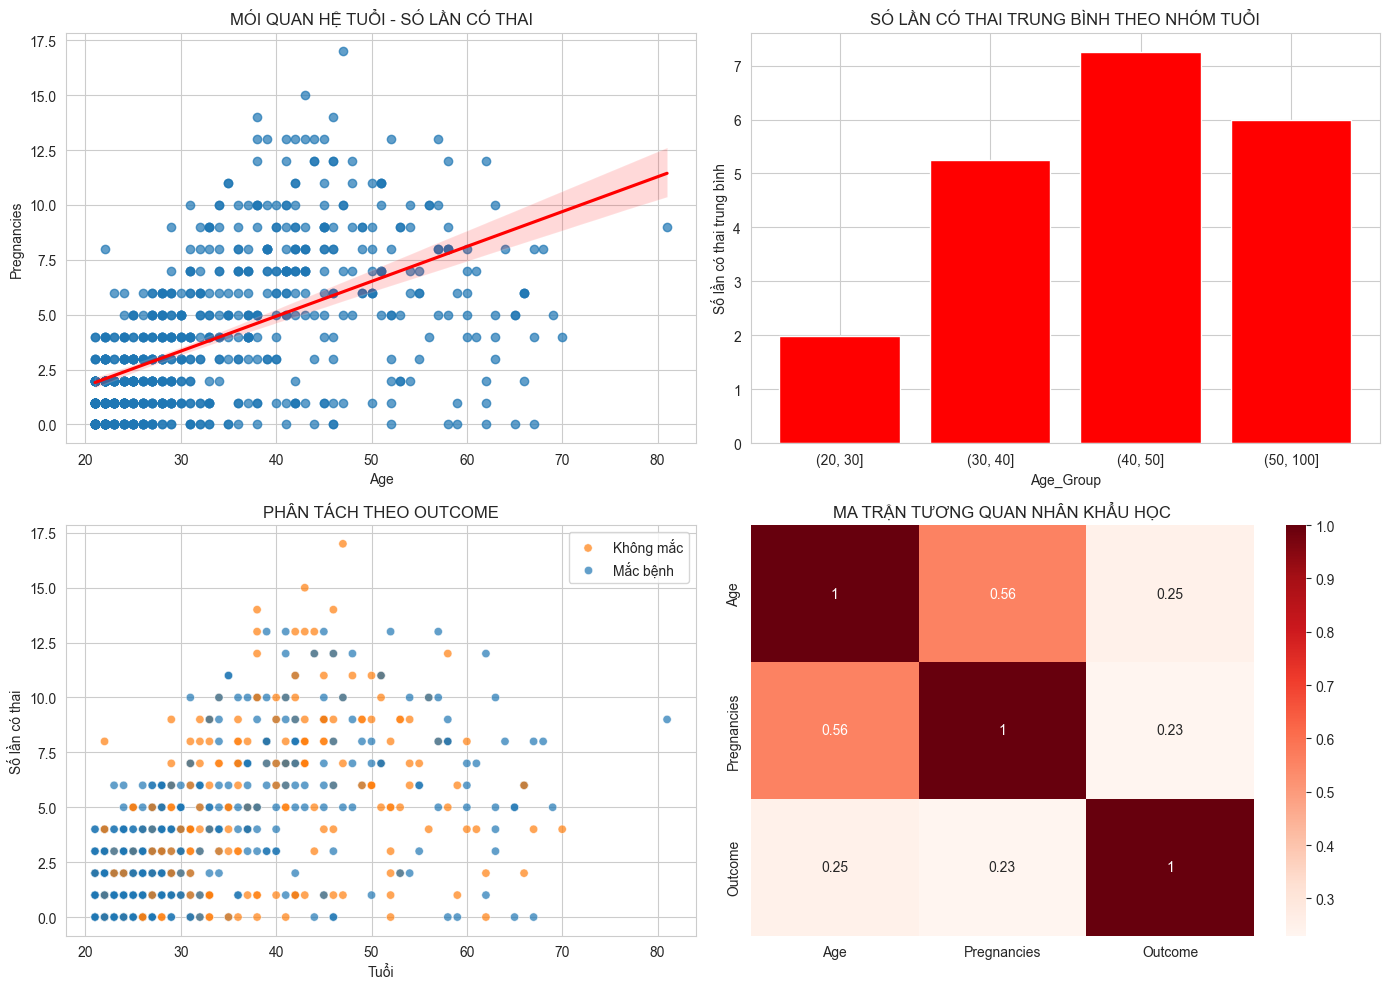 MÓI QUAN HỆ TUỔI - SÓ LẦN CÓ THAI
17.5
15.0
12.5
10.0
7.5
5.0
2.5
0.0
Pregnancies
20 30 40 50 60 70 80
Age
SÓ LẦN CÓ THAI TRUNG BÌNH THEO NHÓM TUỔI
7
6
5
4
3
2
1
0
Só lần có thai trung bình
(20, 30] (30, 40] (40, 50] (50, 100]
Age_Group
PHÂN TÁCH THEO OUTCOME
17.5
15.0
12.5
10.0
7.5
5.0
2.5
0.0
Só lần có thai
Không mắc
Mắc bệnh
20 30 40 50 60 70 80
Tuổi
MA TRẬN TƯƠNG QUAN NHÂN KHẨU HỌC
Age
Pregnancies
Outcome
1 0.56 0.25
0.56 1 0.23
0.25 0.23 1
Age Pregnancies Outcome
1.0
0.9
0.8
0.7
0.6
0.5
0.4
0.3